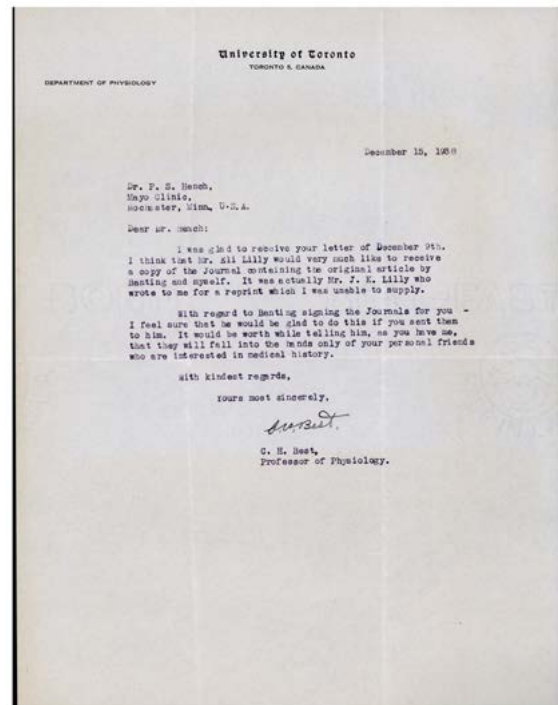 University of Toronto
TORONTO 5, CANADA
DEPARTMENT OF PHYSIOLOGY
December 15, 1938
Dr. P. S. Hench,
Mayo Clinic,
Rochester, Minn, U.S.A.
Dear Dr. Hench:
I was glad to receive your letter of December 9th.
I think that Mr. Eli Lilly would very much like to receive
a copy of the Journal containing the original article by
Banting and myself. It was actually Mr. J. K. Lilly who
wrote to me for a reprint which I was unable to supply.
With regard to Banting signing the Journals for you -
I feel sure that he would be glad to do this if you sent them
to him. It would be worth while telling him, as you have me,
that they will fall into the hands only of your personal friends
who are interested in medical history.
With kindest regards,
Yours most sincerely,
C. H. Best.
C. H. Best,
Professor of Physiology.